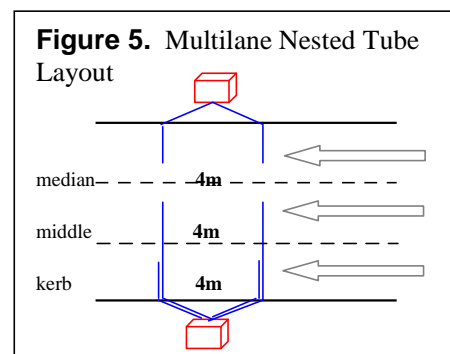 Figure 5. Multilane Nested Tube
Layout
median 4m
middle 4m
kerb 4m